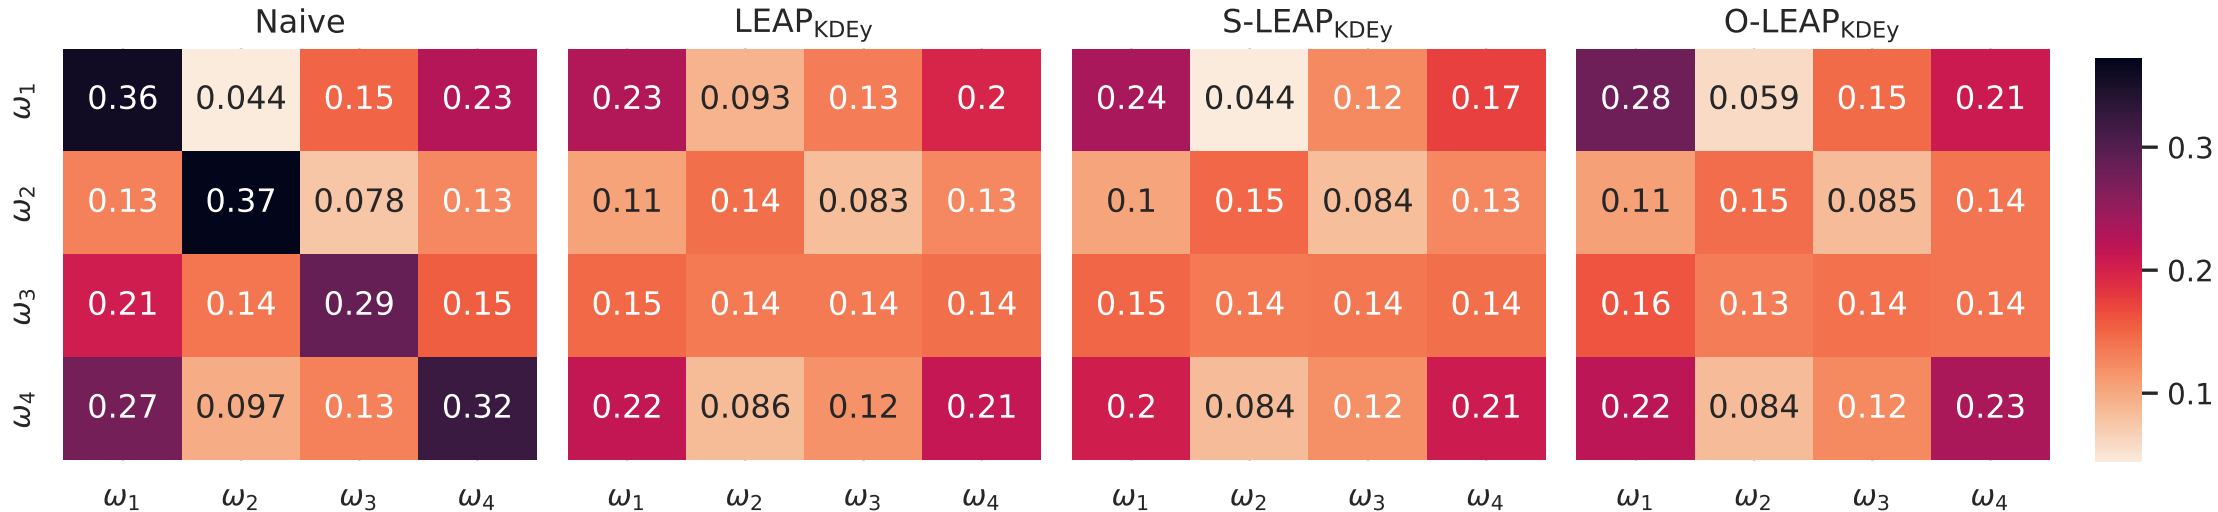 Naive LEAP_KDEy S-LEAP_KDEy O-LEAP_KDEy
ω1 0.36 0.044 0.15 0.23 0.23 0.093 0.13 0.2 0.24 0.044 0.12 0.17 0.28 0.059 0.15 0.21
0.3
ω2 0.13 0.37 0.078 0.13 0.11 0.14 0.083 0.13 0.1 0.15 0.084 0.13 0.11 0.15 0.085 0.14
0.2
ω3 0.21 0.14 0.29 0.15 0.15 0.14 0.14 0.14 0.15 0.14 0.14 0.14 0.16 0.13 0.14 0.14
0.1
ω4 0.27 0.097 0.13 0.32 0.22 0.086 0.12 0.21 0.2 0.084 0.12 0.21 0.22 0.084 0.12 0.23
ω1 ω2 ω3 ω4 ω1 ω2 ω3 ω4 ω1 ω2 ω3 ω4 ω1 ω2 ω3 ω4